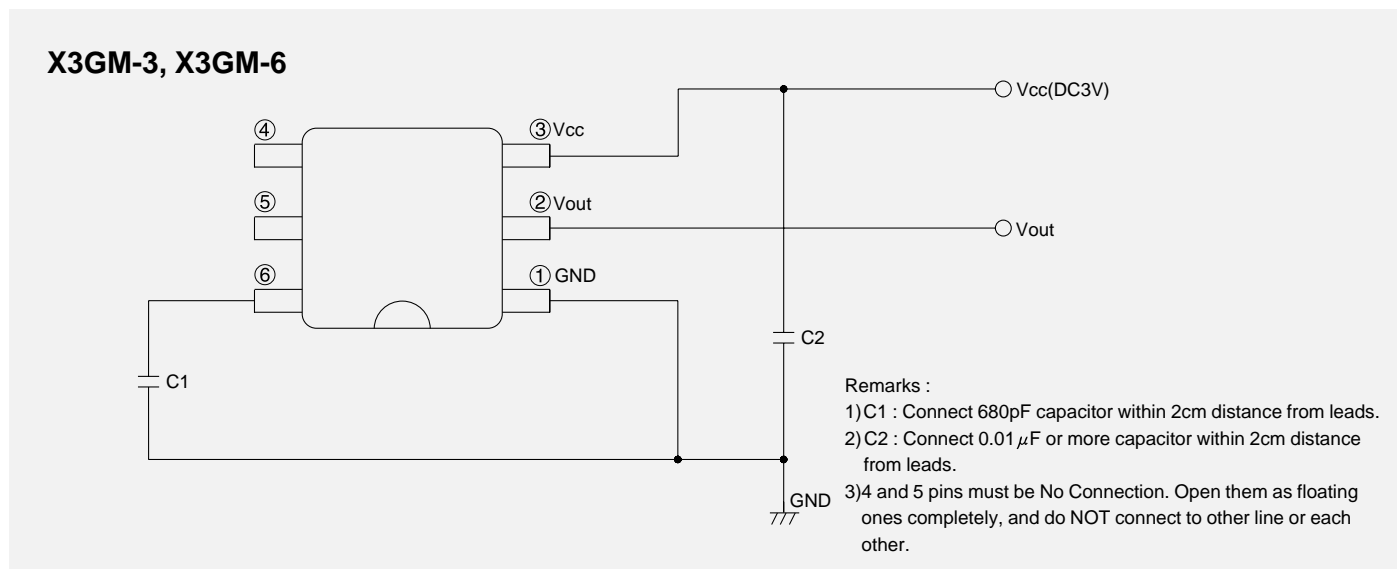 X3GM-3, X3GM-6
Vcc(DC3V)
④
③Vcc
⑤
②Vout
Vout
⑥
①GND
C2
C1
Remarks :
1)C1 : Connect 680pF capacitor within 2cm distance from leads.
2)C2 : Connect 0.01μF or more capacitor within 2cm distance
from leads.
GND
3)4 and 5 pins must be No Connection. Open them as floating
ones completely, and do NOT connect to other line or each
other.